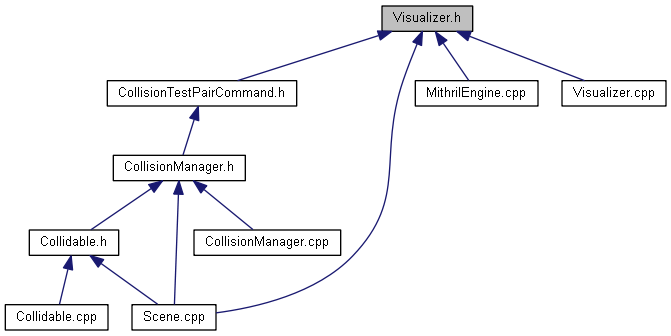 Visualizer.h
CollisionTestPairCommand.h
MithrilEngine.cpp
Visualizer.cpp
CollisionManager.h
Collidable.h
CollisionManager.cpp
Collidable.cpp
Scene.cpp